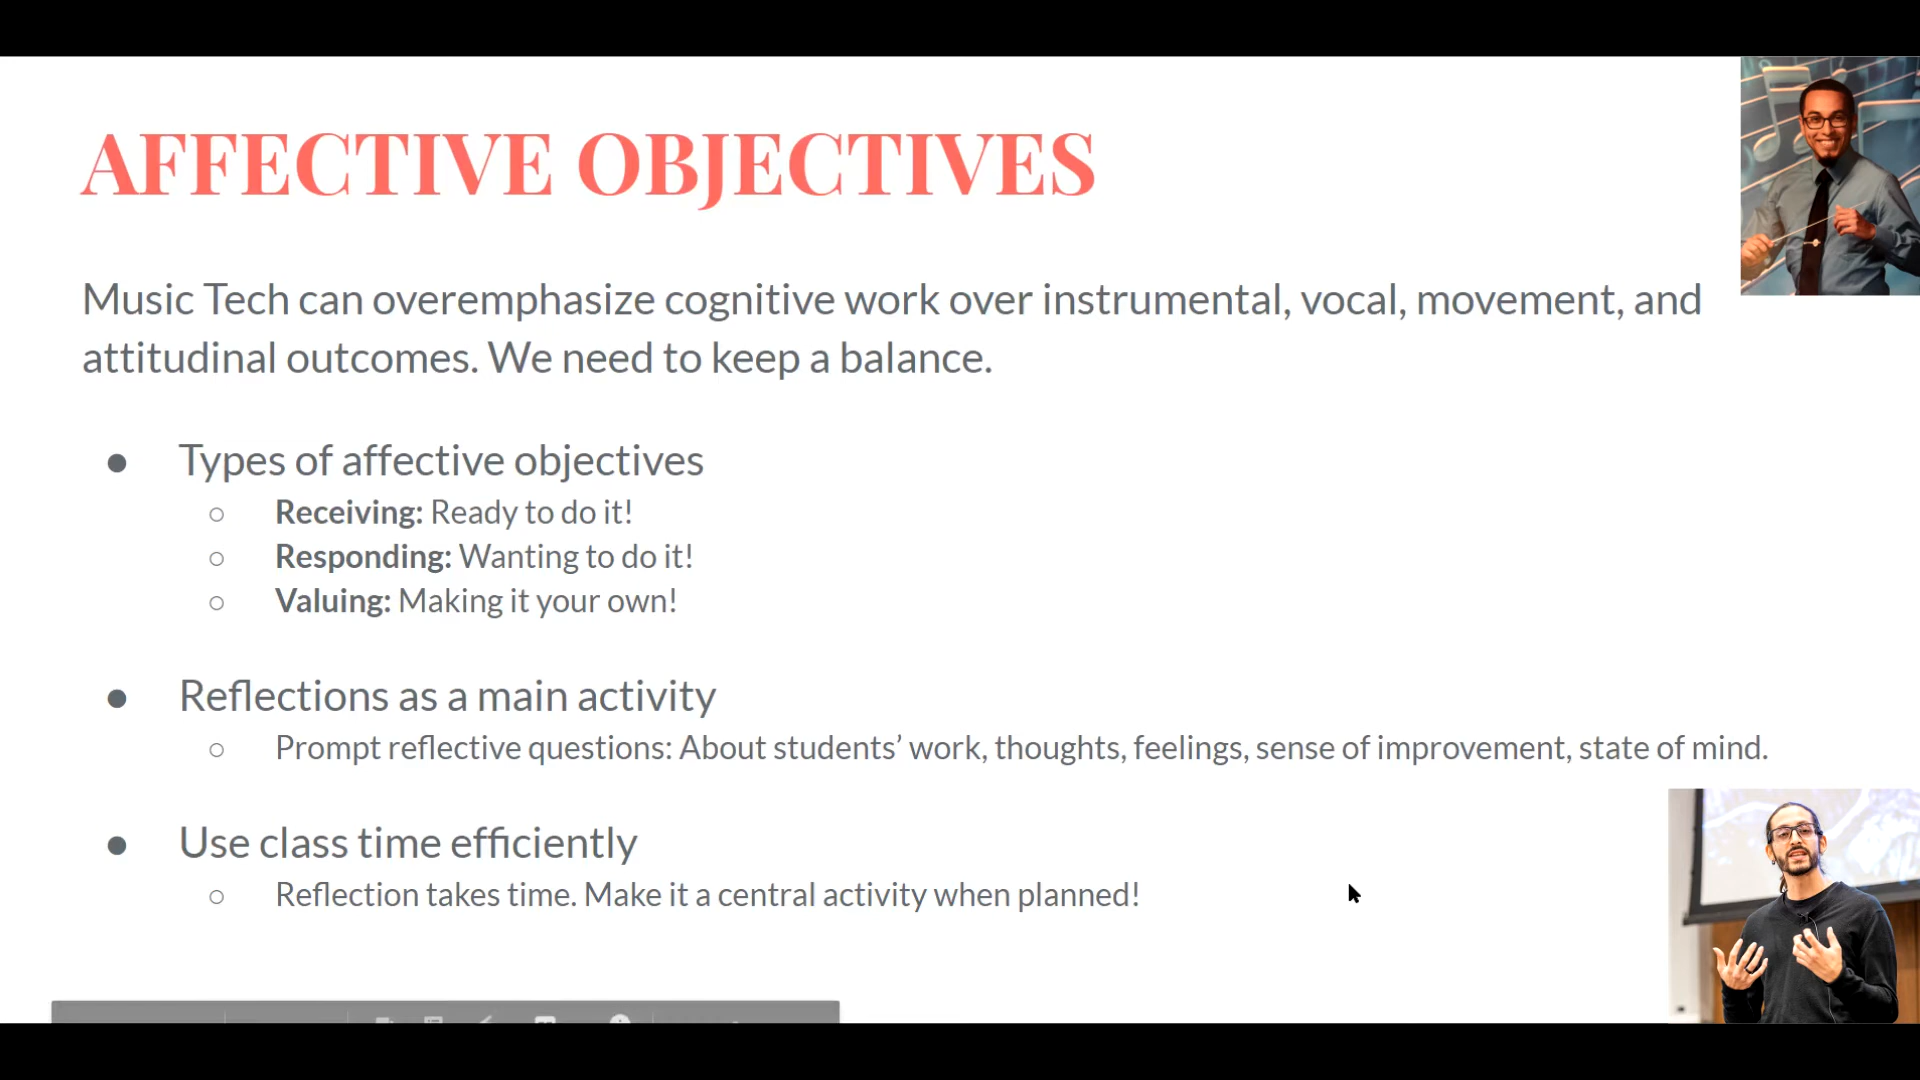 AFFECTIVE OBJECTIVES
Music Tech can overemphasize cognitive work over instrumental, vocal, movement, and
attitudinal outcomes. We need to keep a balance.
● Types of affective objectives
○ Receiving: Ready to do it!
○ Responding: Wanting to do it!
○ Valuing: Making it your own!
● Reflections as a main activity
○ Prompt reflective questions: About students’ work, thoughts, feelings, sense of improvement, state of mind.
● Use class time efficiently
○ Reflection takes time. Make it a central activity when planned!